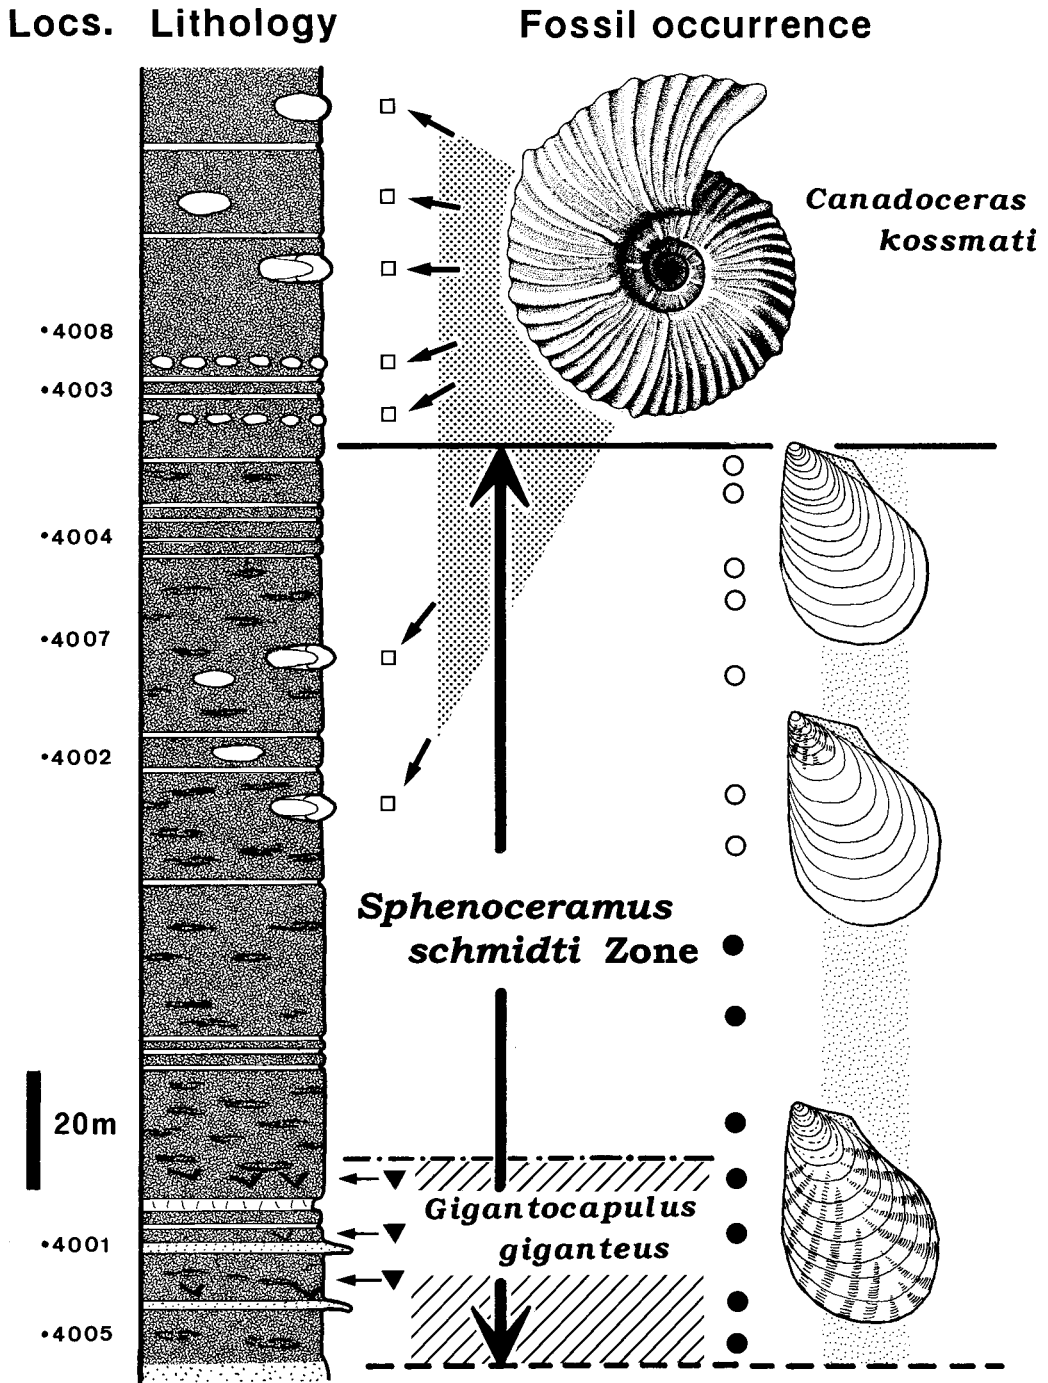 Locs. Lithology Fossil occurrence
Canadoceras
kossmati
•4008
•4003
•4004
•4007
•4002
Sphenoceramus
schmidti Zone
20m
Gigantocapulus
giganteus
•4001
•4005